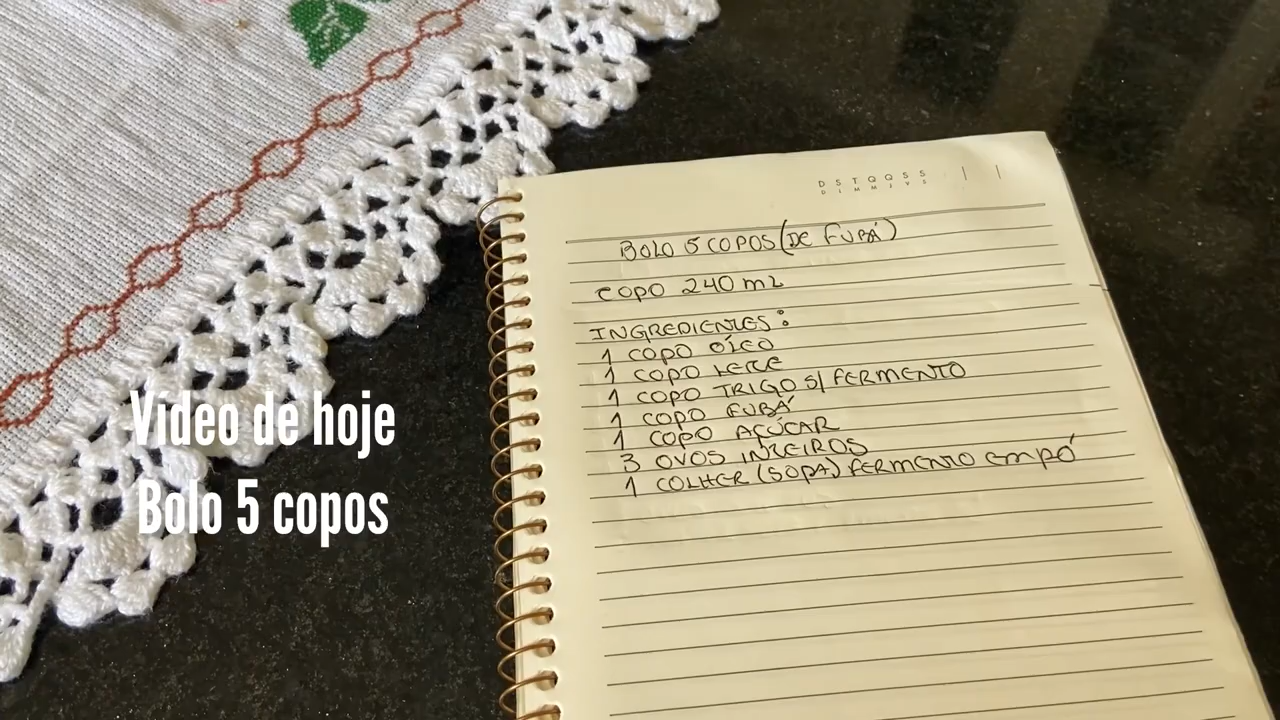 D S T Q Q S S
D L M M J V S
BOLO 5 COPOS (DE FUBÁ)
COPO 240 mL
INGREDIENTES:
1 COPO ÓLEO
1 COPO LEITE
1 COPO TRIGO S/ FERMENTO
1 COPO FUBÁ
1 COPO AÇÚCAR
3 OVOS INTEIROS
1 COLHER (SOPA) FERMENTO EM PÓ
Vídeo de hoje
Bolo 5 copos